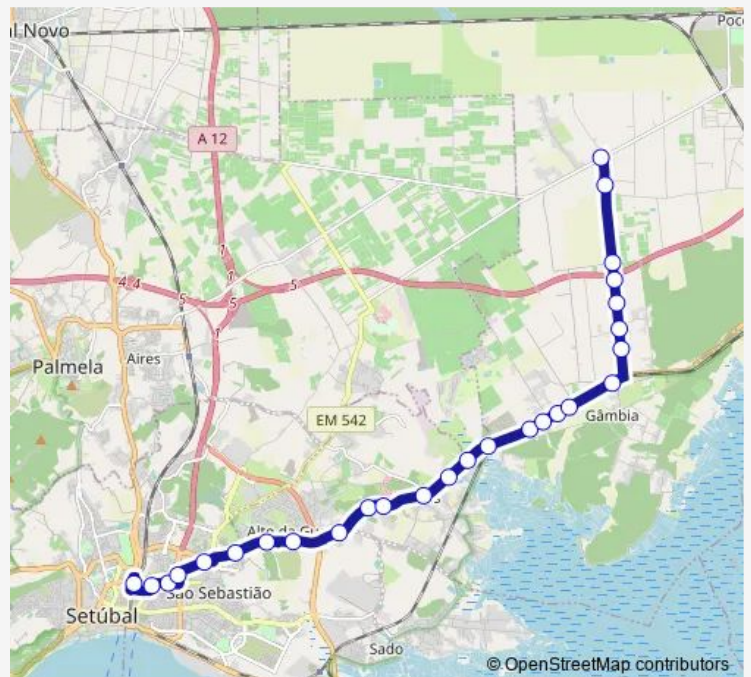 al Novo
Poc
A 12
1
1
4 4
5
5
5
1
Palmela
Aires
EM 542
Gâmbia
Alto da Gu
s
São Sebastião
Setúbal
Sado
© OpenStreetMap contributors